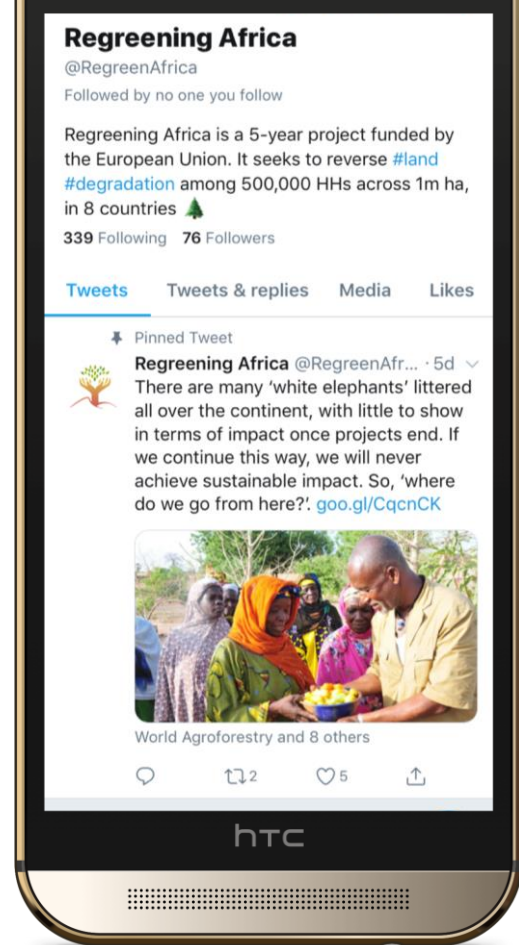 Regreening Africa
@RegreenAfrica
Followed by no one you follow
Regreening Africa is a 5-year project funded by
the European Union. It seeks to reverse #land
#degradation among 500,000 HHs across 1m ha,
in 8 countries 🌲
339 Following 76 Followers
Tweets Tweets & replies Media Likes
Pinned Tweet
Regreening Africa @RegreenAfr... · 5d
There are many ‘white elephants’ littered
all over the continent, with little to show
in terms of impact once projects end. If
we continue this way, we will never
achieve sustainable impact. So, ‘where
do we go from here?’. goo.gl/CqcnCK
World Agroforestry and 8 others
2 5
hTC